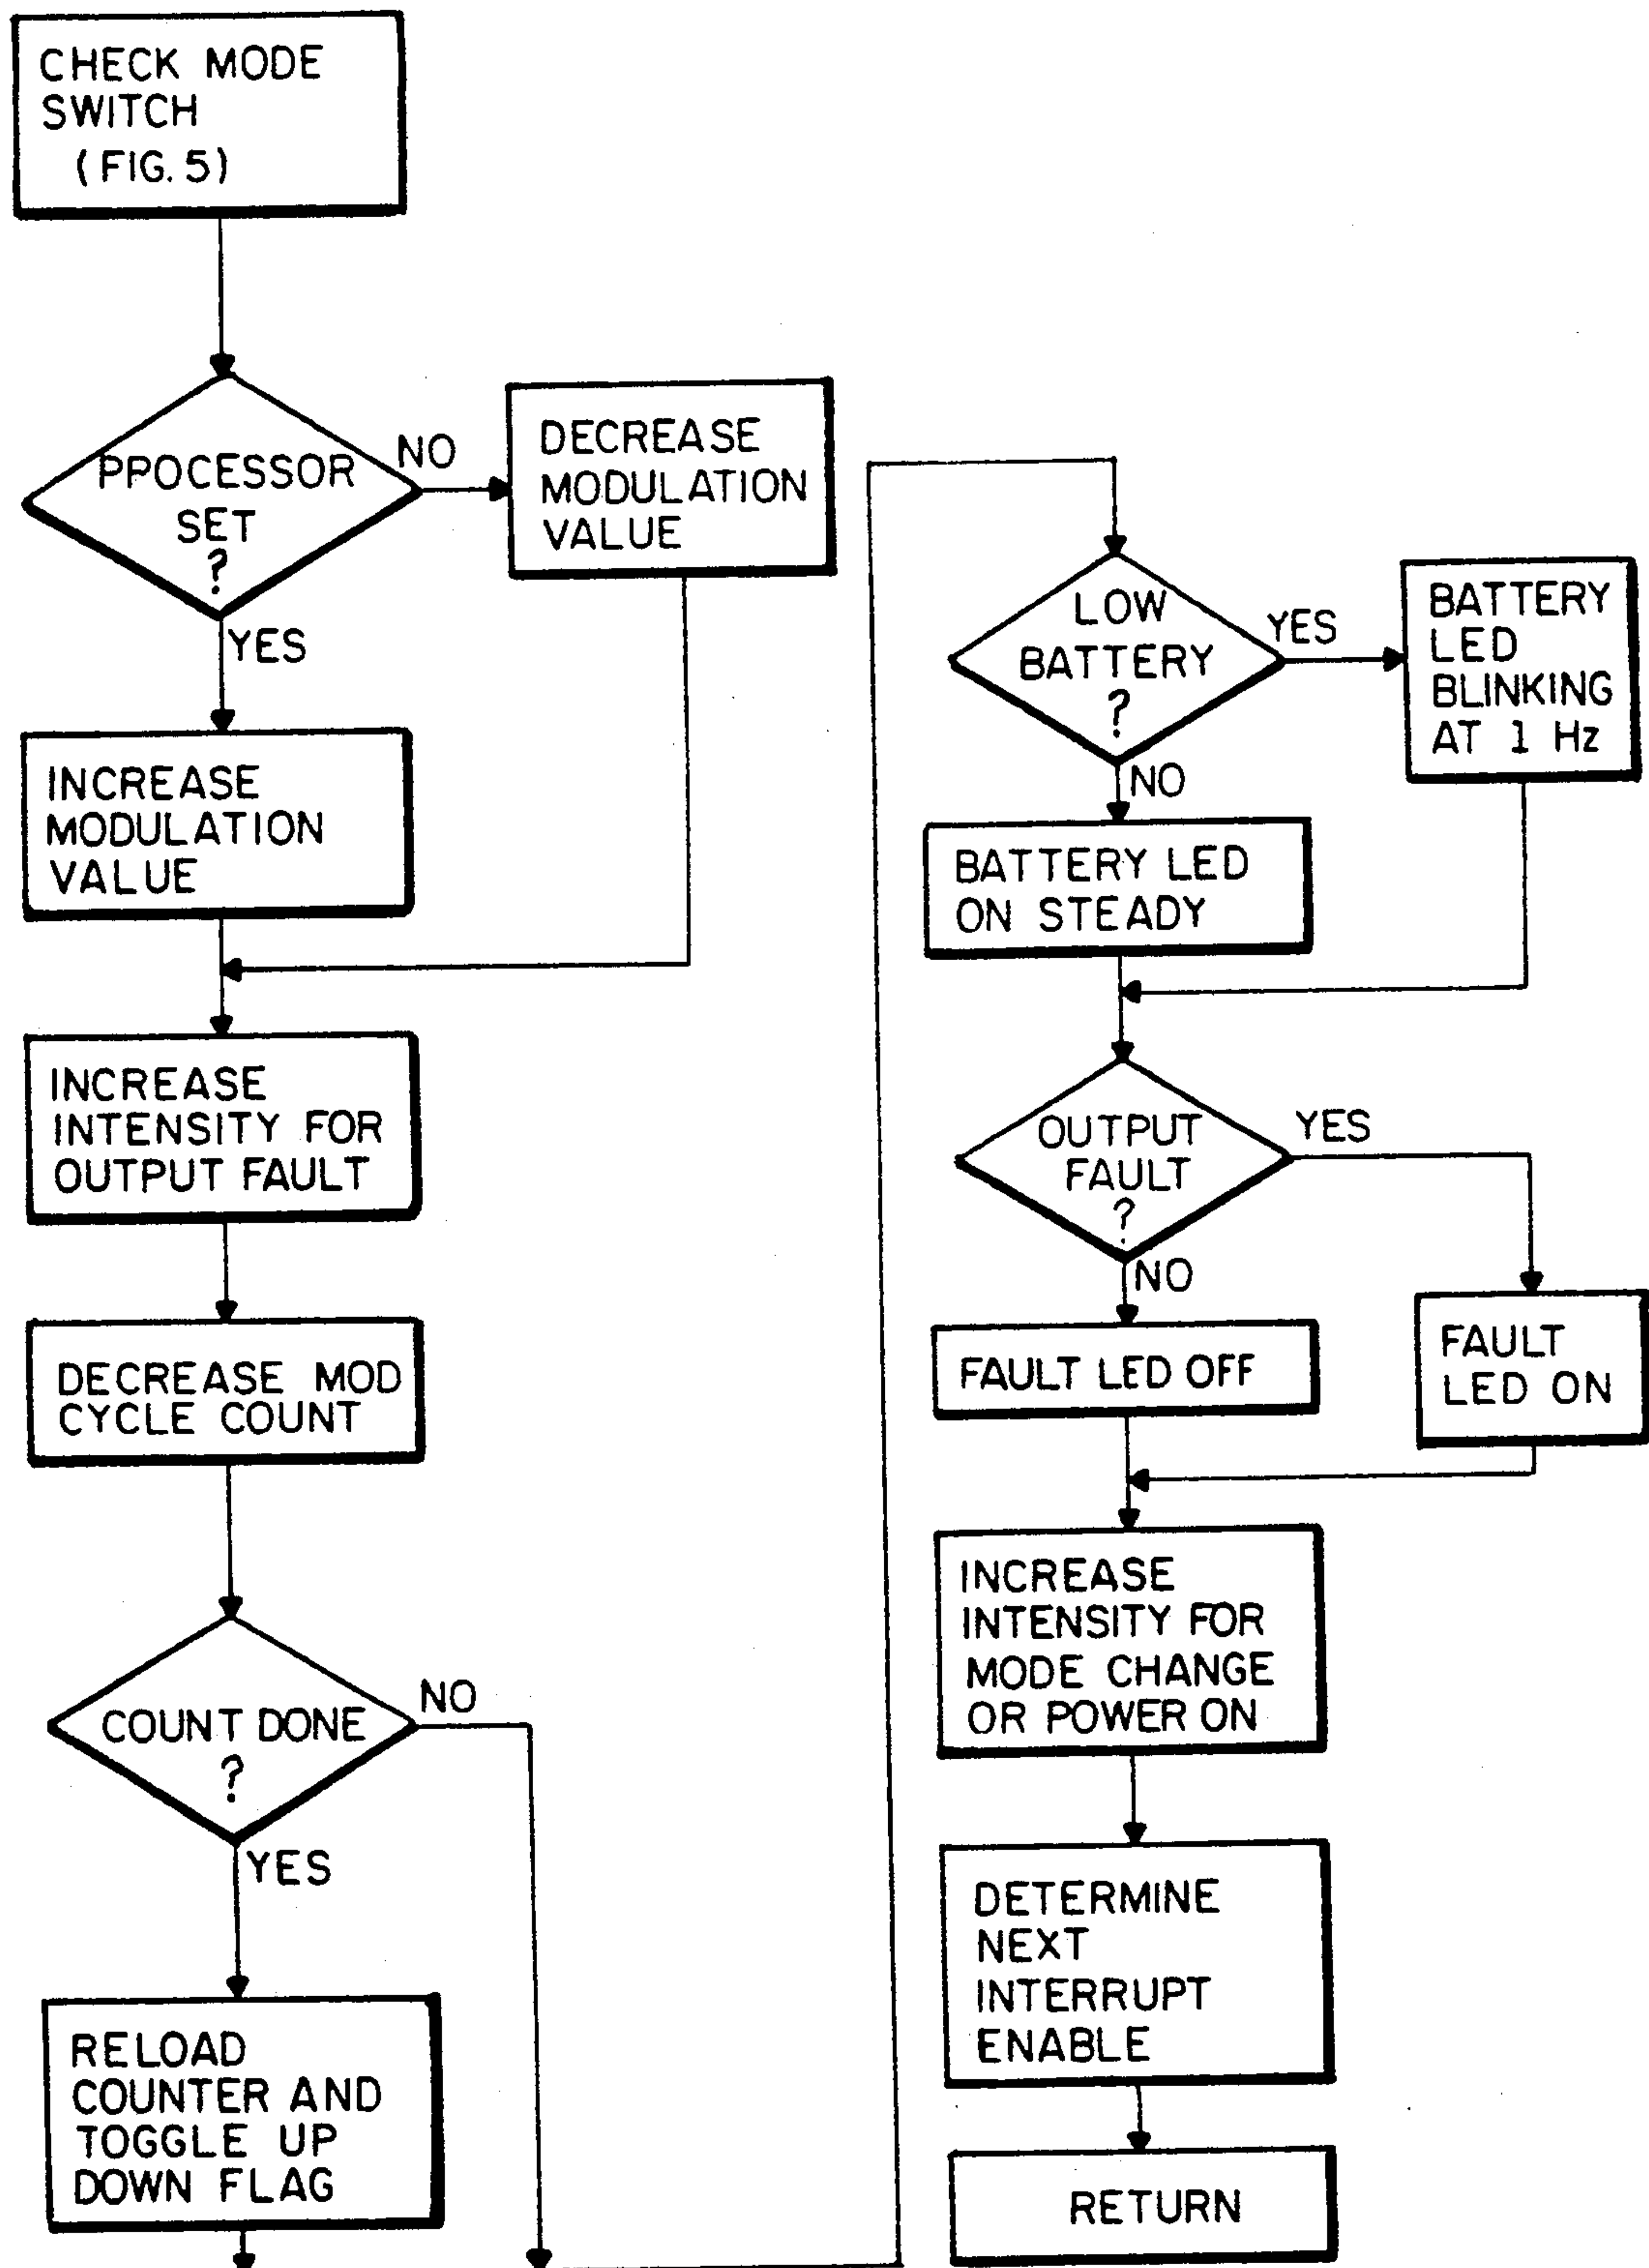 CHECK MODE
SWITCH
(FIG. 5)
PROCESSOR
SET
?
NO
DECREASE
MODULATION
VALUE
YES
INCREASE
MODULATION
VALUE
INCREASE
INTENSITY FOR
OUTPUT FAULT
DECREASE MOD
CYCLE COUNT
COUNT DONE
?
NO
YES
RELOAD
COUNTER AND
TOGGLE UP
DOWN FLAG
LOW
BATTERY
?
YES
BATTERY
LED
BLINKING
AT 1 Hz
NO
BATTERY LED
ON STEADY
OUTPUT
FAULT
?
YES
NO
FAULT LED OFF
FAULT
LED ON
INCREASE
INTENSITY FOR
MODE CHANGE
OR POWER ON
DETERMINE
NEXT
INTERRUPT
ENABLE
RETURN